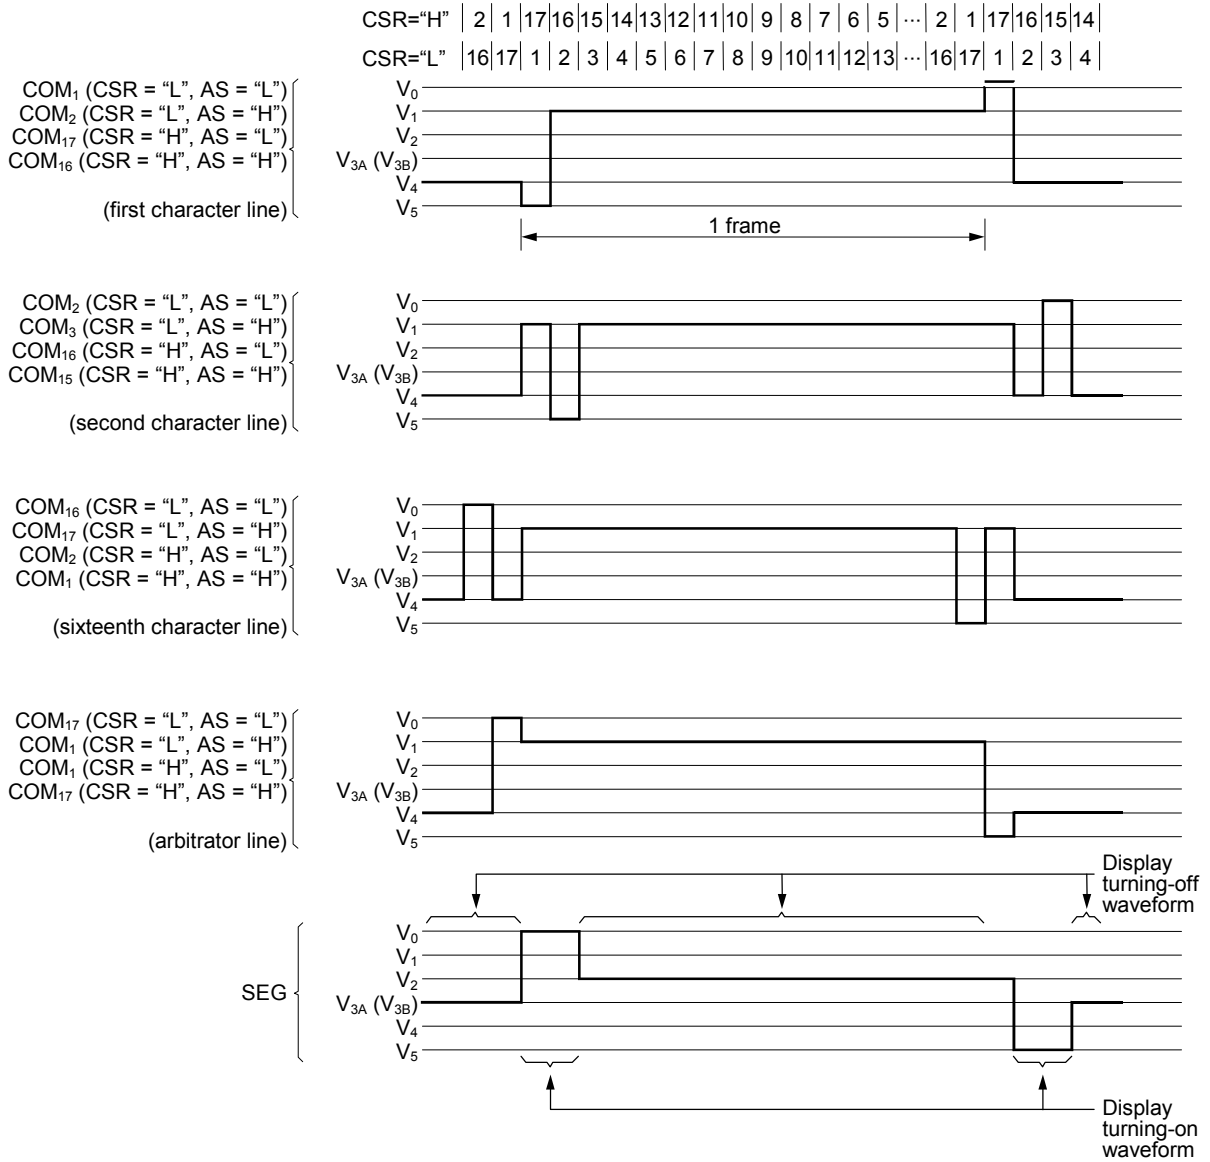 CSR=“H” 2 1 17 16 15 14 13 12 11 10 9 8 7 6 5 ... 2 1 17 16 15 14
CSR=“L” 16 17 1 2 3 4 5 6 7 8 9 10 11 12 13 ... 16 17 1 2 3 4
COM1 (CSR = “L”, AS = “L”)
COM2 (CSR = “L”, AS = “H”)
COM17 (CSR = “H”, AS = “L”)
COM16 (CSR = “H”, AS = “H”)
(first character line)
V0
V1
V2
V3A (V3B)
V4
V5
1 frame
COM2 (CSR = “L”, AS = “L”)
COM3 (CSR = “L”, AS = “H”)
COM16 (CSR = “H”, AS = “L”)
COM15 (CSR = “H”, AS = “H”)
(second character line)
V0
V1
V2
V3A (V3B)
V4
V5
COM16 (CSR = “L”, AS = “L”)
COM17 (CSR = “L”, AS = “H”)
COM2 (CSR = “H”, AS = “L”)
COM1 (CSR = “H”, AS = “H”)
(sixteenth character line)
V0
V1
V2
V3A (V3B)
V4
V5
COM17 (CSR = “L”, AS = “L”)
COM1 (CSR = “L”, AS = “H”)
COM1 (CSR = “H”, AS = “L”)
COM17 (CSR = “H”, AS = “H”)
(arbitrator line)
V0
V1
V2
V3A (V3B)
V4
V5
Display
turning-off
waveform
SEG
V0
V1
V2
V3A (V3B)
V4
V5
Display
turning-on
waveform